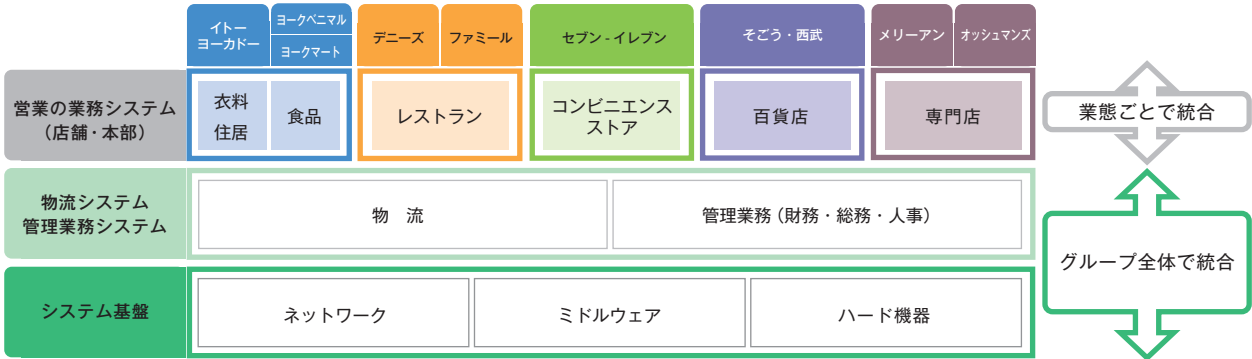 イトー
ヨーカドー
ヨークベニマル
ヨークマート
デニーズ
ファミール
セブン‐イレブン
そごう・西武
メリーアン
オッシュマンズ
営業の業務システム
（店舗・本部）
衣料
住居
食品
レストラン
コンビニエンス
ストア
百貨店
専門店
業態ごとで統合
物流システム
管理業務システム
物　流
管理業務（財務・総務・人事）
グループ全体で統合
システム基盤
ネットワーク
ミドルウェア
ハード機器